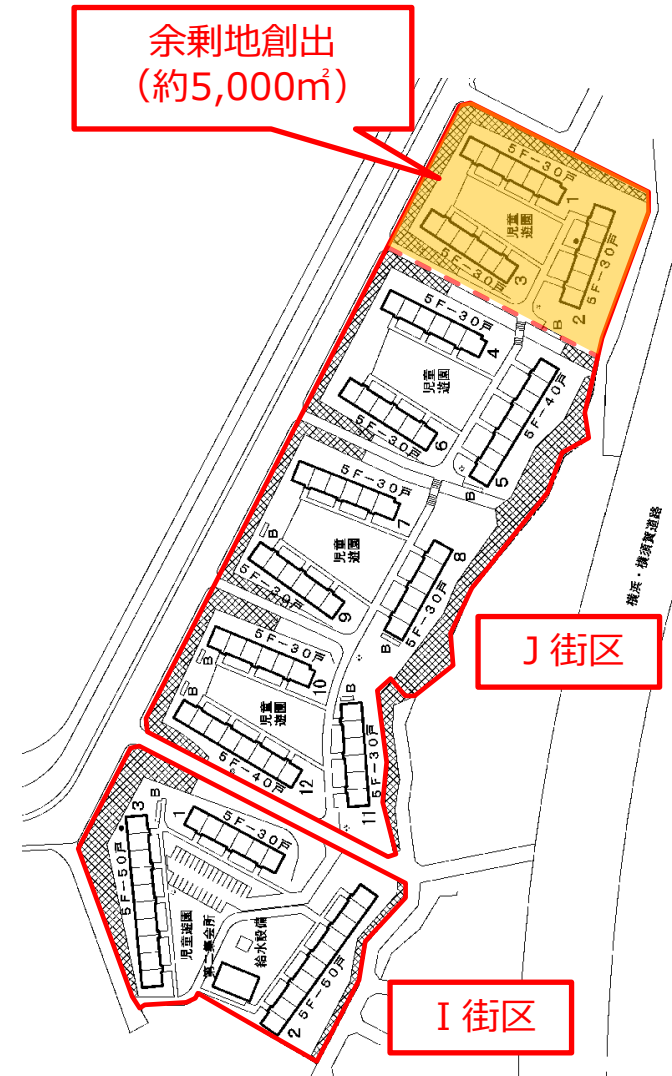 余剰地創出
（約5,000㎡）
5F-30戸
1
児童
遊園
5F-30戸
2
5F-30戸
3
B
5F-30戸
4
児童
遊園
5F-30戸
6
5F-40戸
5
B
5F-30戸
7
B
児童
遊園
5F-30戸
9
5F-30戸
8
B
横浜・横須賀道路
J街区
5F-30戸
10
B
B
児童
遊園
5F-40戸
12
B
5F-30戸
11
3
B
5F-50戸
1
5F-30戸
児童遊園
第二集会所
給水設備
5F-50戸
2
I街区